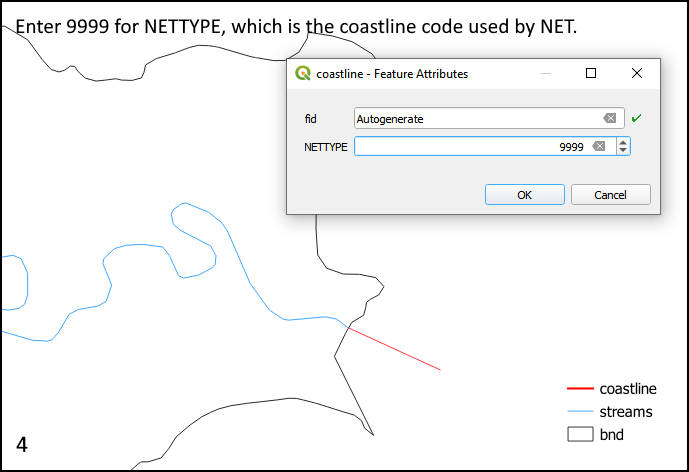 Enter 9999 for NETTYPE, which is the coastline code used by NET.
coastline - Feature Attributes
fid Autogenerate
NETTYPE 9999
OK Cancel
coastline
streams
bnd
4